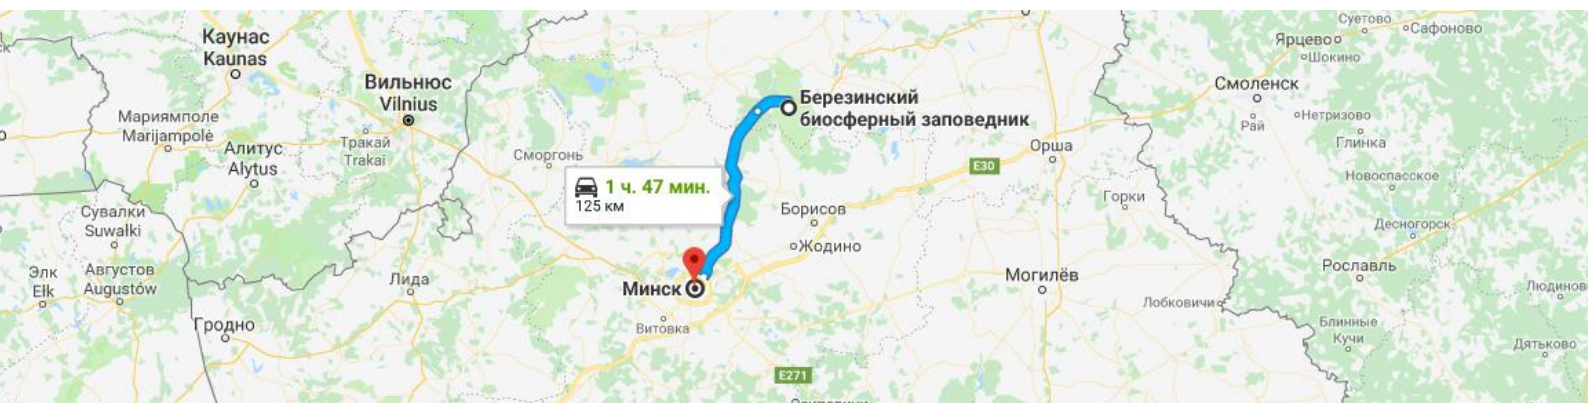 Суетово
Сафоново
Каунас
Kaunas
Ярцево
Шокино
Вильнюс
Vilnius
Смоленск
Березинский
биосферный заповедник
Мариямполе
Marijampolė
Нетризово
Рай
Тракай
Trakai
Глинка
Алитус
Alytus
Сморгонь
Орша
E30
Новоспасское
1 ч. 47 мин.
125 км
Горки
Сувалки
Suwałki
Борисов
Десногорск
Жодино
Элк
Ełk
Августов
Augustów
Лида
Могилёв
Рославль
Минск
Людинов
Лобковичи
Гродно
Витовка
Блинные
Кучи
Дятьково
E271